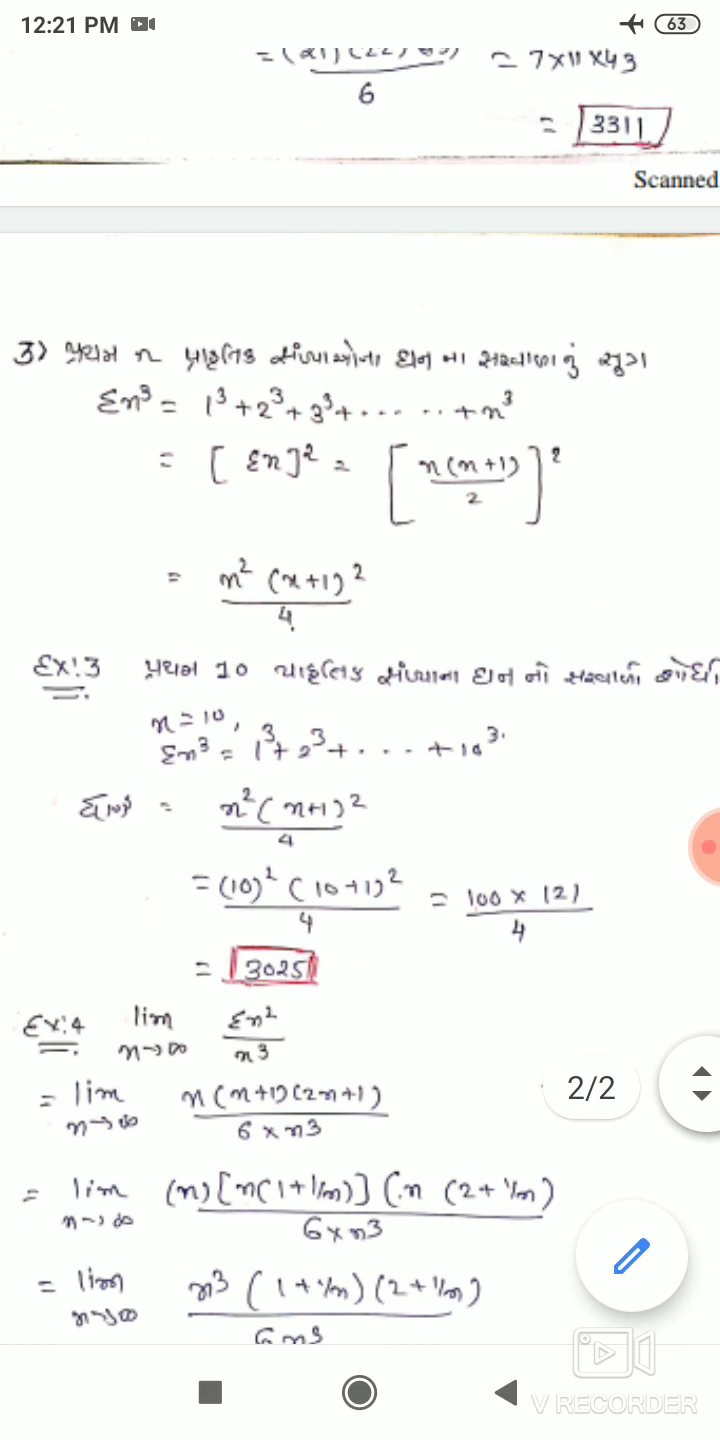 12:21 PM 63
= 7×11×43
6
= 3311
Scanned
3) પ્રથમ n પ્રાકૃતિક સંખ્યાઓના ઘન ના સરવાળાનું સૂત્ર
Σn³ = 1³ + 2³ + 3³ + ...... + n³
= [Σn]² = [n(n+1)/2]²
= n²(x+1)²/4
Ex:3 પ્રથમ 10 પ્રાકૃતિક સંખ્યાના ઘન નો સરવાળો શોધો
n = 10,
Σn³ = 1³ + 2³ + .... + 10³.
= n²(n+1)²/4
= (10)²(10+1)²/4 = 100 × 121/4
= 3025
Ex:4 lim n→∞ Σn²/n³
= lim n→∞ n(n+1)(2n+1)/6×n3
2/2
= lim n→∞ (n)[n(1+1/n)](n (2+1/n)/6×n3
= lim n→∞ n3 (1+1/n)(2+1/n)/6n3
V RECORDER